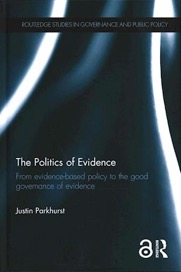 ROUTLEDGE STUDIES IN GOVERNANCE AND PUBLIC POLICY
The Politics of Evidence
From evidence-based policy to the good
governance of evidence
Justin Parkhurst